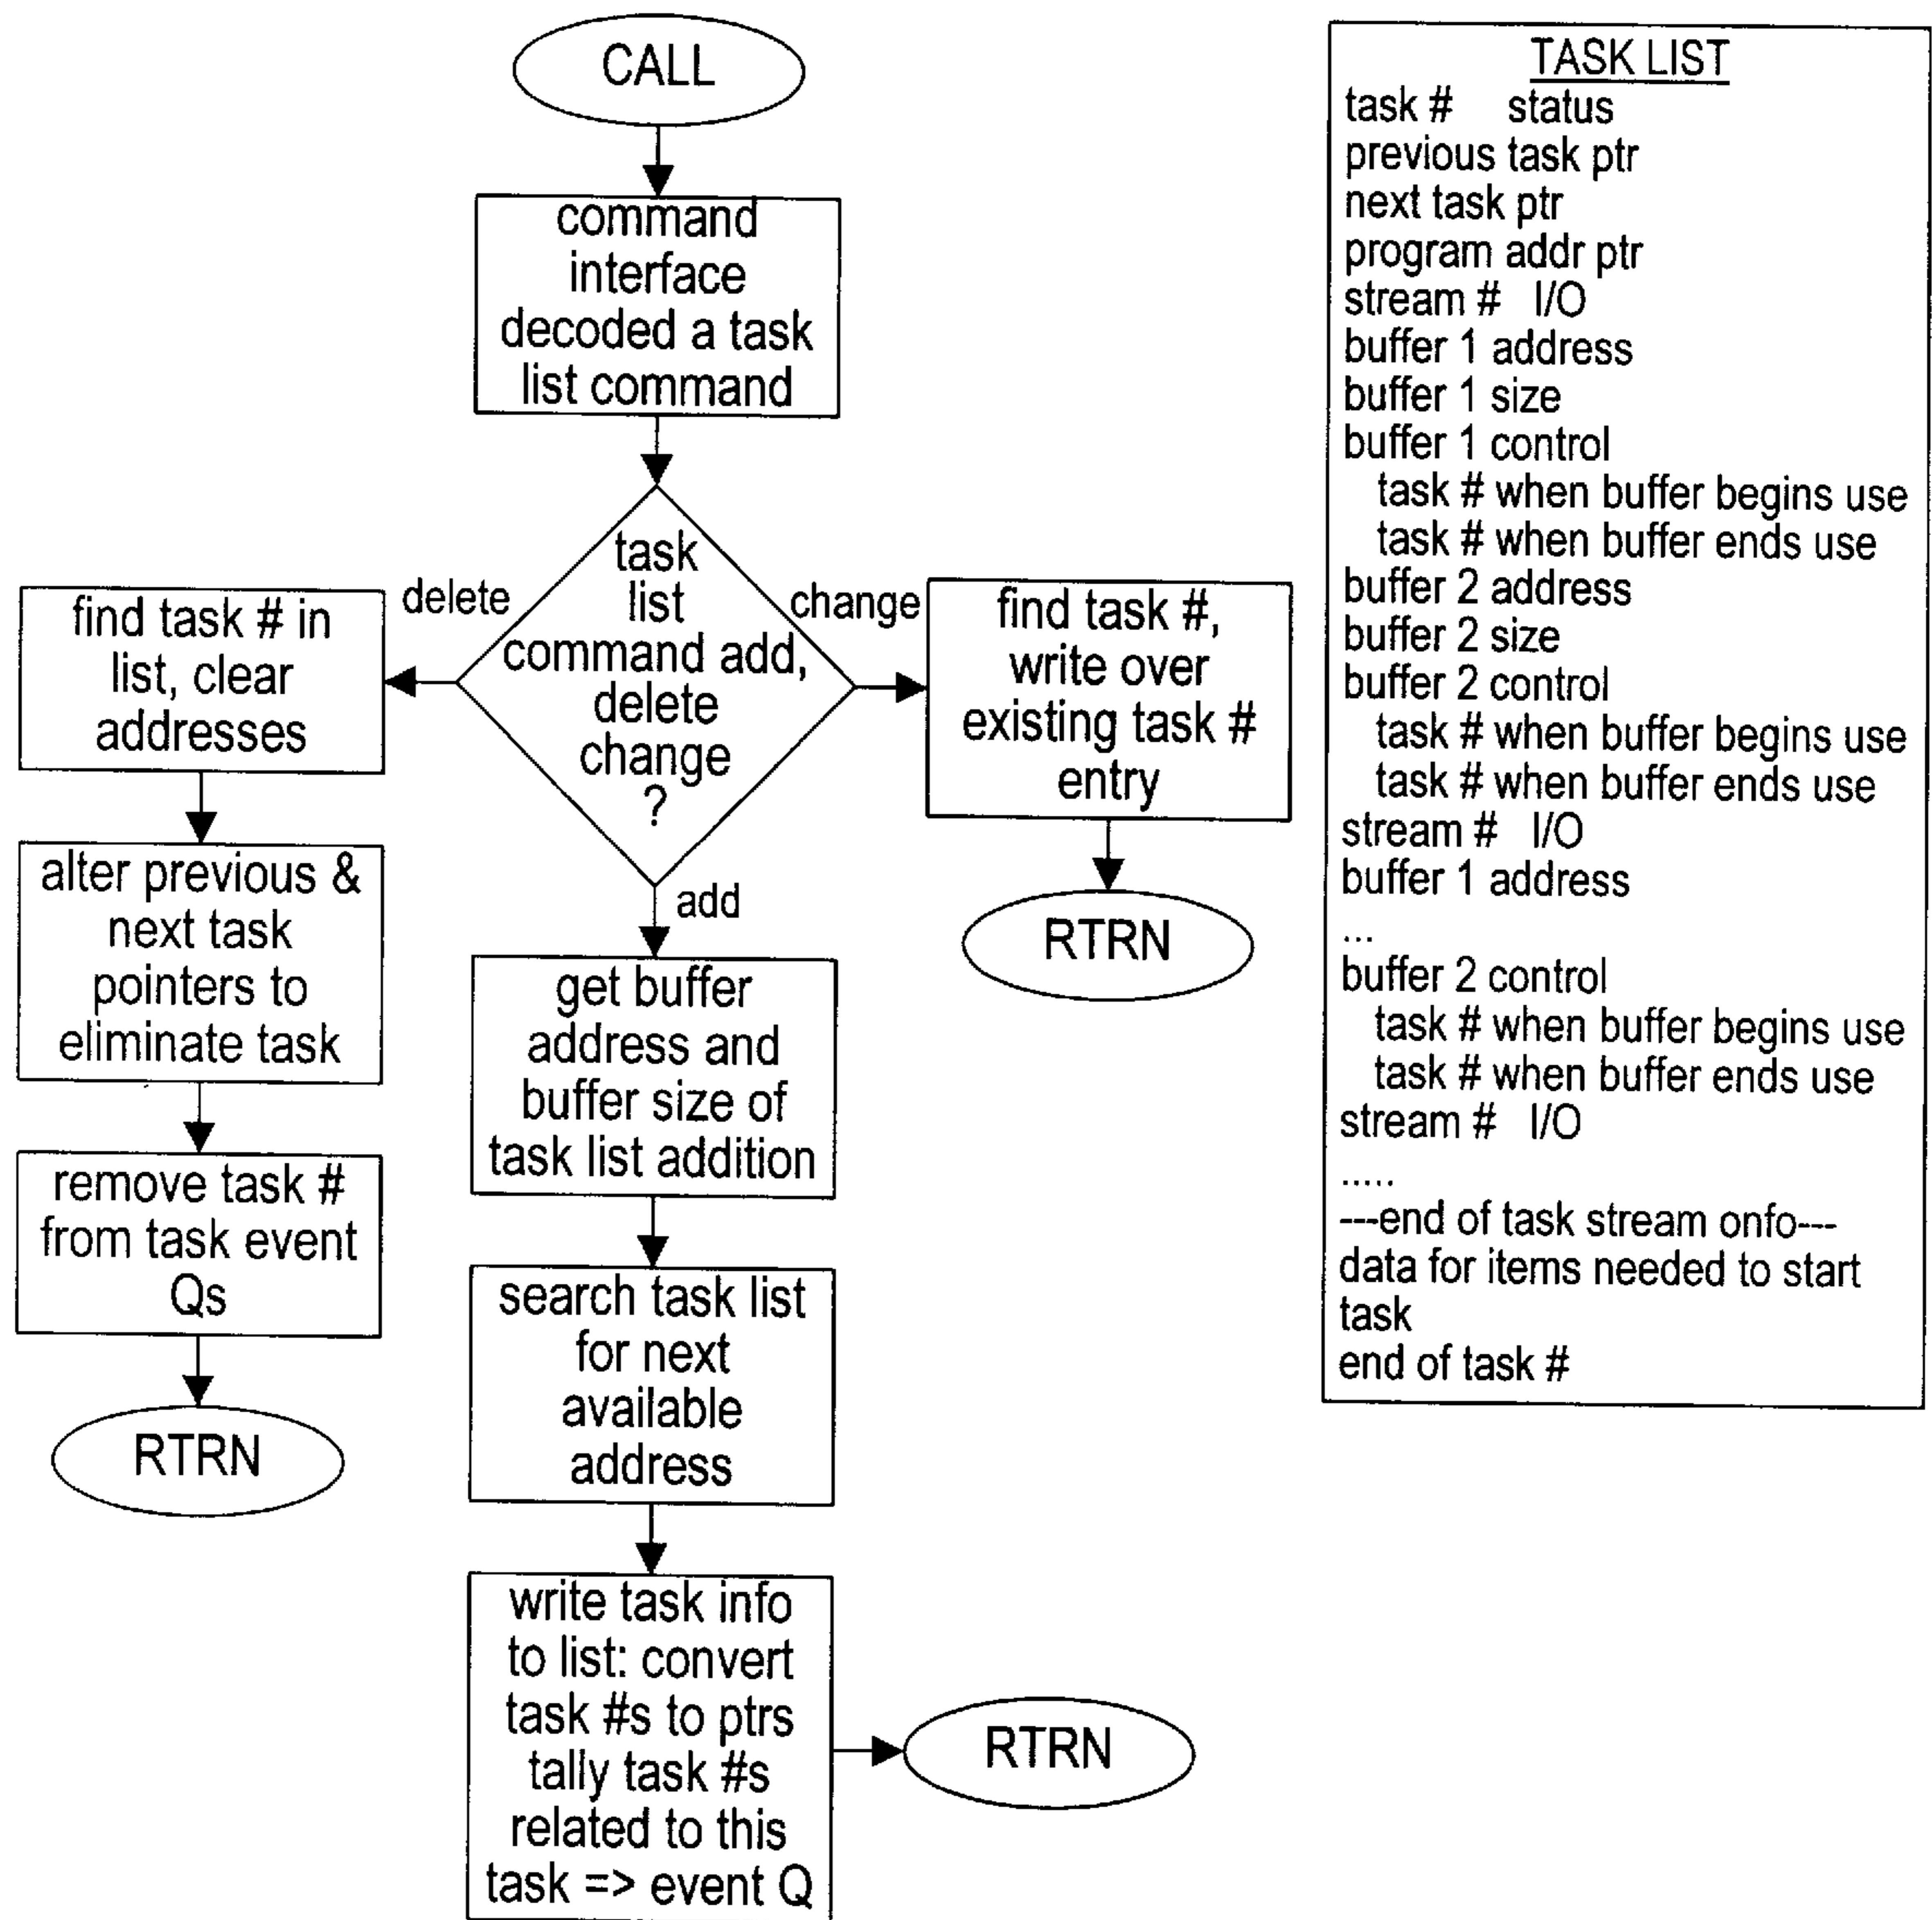 CALL
command
interface
decoded a task
list command
task
list
command add,
delete
change
?
delete
find task # in
list, clear
addresses
alter previous &
next task
pointers to
eliminate task
remove task #
from task event
Qs
RTRN
change
find task #,
write over
existing task #
entry
RTRN
add
get buffer
address and
buffer size of
task list addition
search task list
for next
available
address
write task info
to list: convert
task #s to ptrs
tally task #s
related to this
task => event Q
RTRN
TASK LIST
task # status
previous task ptr
next task ptr
program addr ptr
stream # I/O
buffer 1 address
buffer 1 size
buffer 1 control
task # when buffer begins use
task # when buffer ends use
buffer 2 address
buffer 2 size
buffer 2 control
task # when buffer begins use
task # when buffer ends use
stream # I/O
buffer 1 address
...
buffer 2 control
task # when buffer begins use
task # when buffer ends use
stream # I/O
.....
---end of task stream onfo---
data for items needed to start
task
end of task #